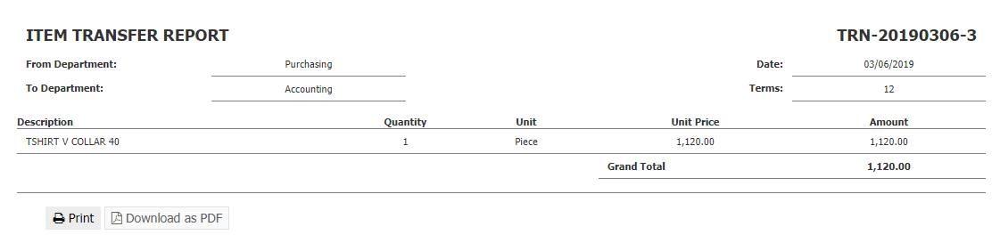 ITEM TRANSFER REPORT TRN-20190306-3
From Department: Purchasing Date: 03/06/2019
To Department: Accounting Terms: 12
Description Quantity Unit Unit Price Amount
TSHIRT V COLLAR 40 1 Piece 1,120.00 1,120.00
Grand Total 1,120.00
Print Download as PDF